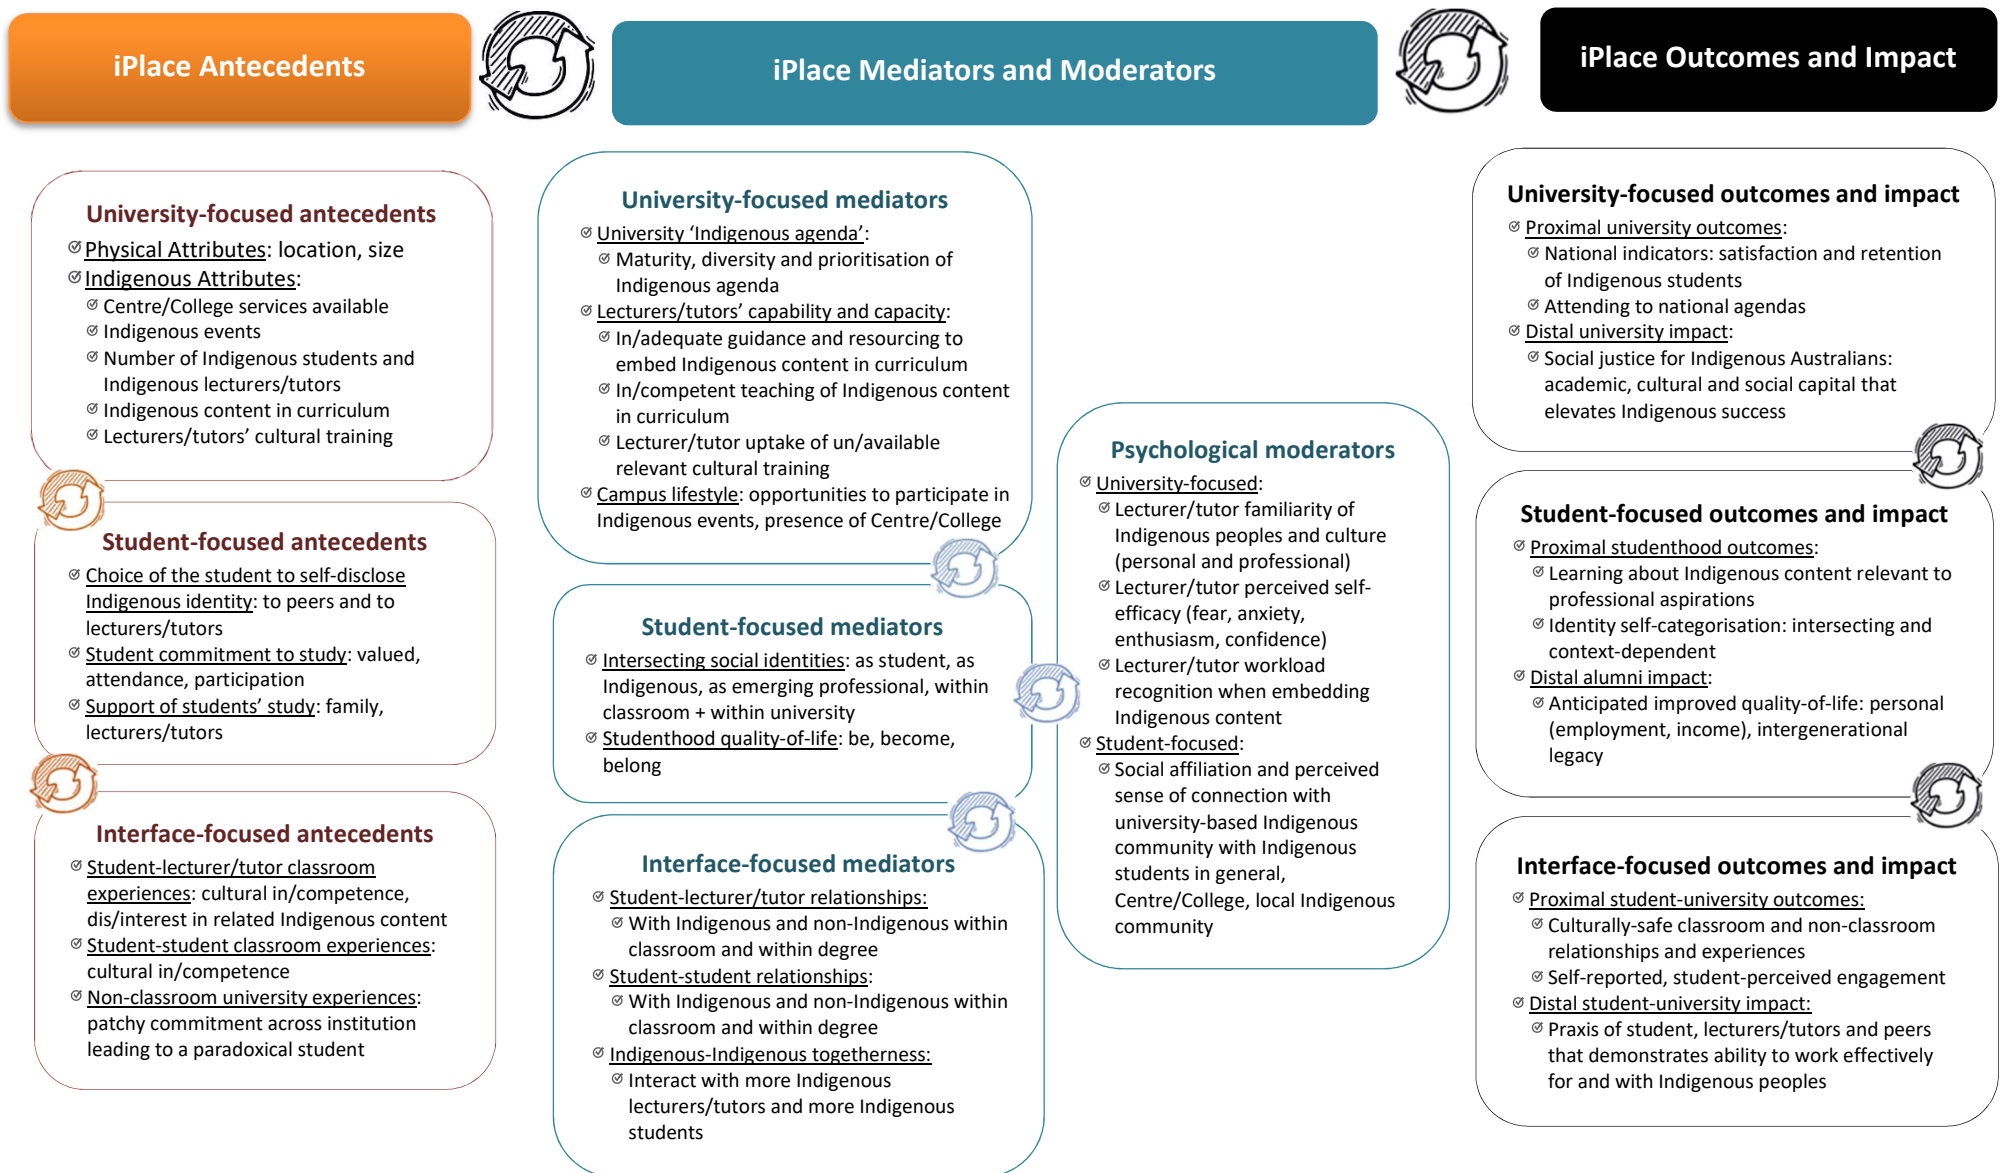 iPlace Antecedents
iPlace Mediators and Moderators
iPlace Outcomes and Impact
University-focused antecedents
Physical Attributes: location, size
Indigenous Attributes:
Centre/College services available
Indigenous events
Number of Indigenous students and
Indigenous lecturers/tutors
Indigenous content in curriculum
Lecturers/tutors' cultural training
Student-focused antecedents
Choice of the student to self-disclose
Indigenous identity: to peers and to
lecturers/tutors
Student commitment to study: valued,
attendance, participation
Support of students' study: family,
lecturers/tutors
Interface-focused antecedents
Student-lecturer/tutor classroom
experiences: cultural in/competence,
dis/interest in related Indigenous content
Student-student classroom experiences:
cultural in/competence
Non-classroom university experiences:
patchy commitment across institution
leading to a paradoxical student
University-focused mediators
University 'Indigenous agenda':
Maturity, diversity and prioritisation of
Indigenous agenda
Lecturers/tutors' capability and capacity:
In/adequate guidance and resourcing to
embed Indigenous content in curriculum
In/competent teaching of Indigenous content
in curriculum
Lecturer/tutor uptake of un/available
relevant cultural training
Campus lifestyle: opportunities to participate in
Indigenous events, presence of Centre/College
Student-focused mediators
Intersecting social identities: as student, as
Indigenous, as emerging professional, within
classroom + within university
Studenthood quality-of-life: be, become,
belong
Interface-focused mediators
Student-lecturer/tutor relationships:
With Indigenous and non-Indigenous within
classroom and within degree
Student-student relationships:
With Indigenous and non-Indigenous within
classroom and within degree
Indigenous-Indigenous togetherness:
Interact with more Indigenous
lecturers/tutors and more Indigenous
students
Psychological moderators
University-focused:
Lecturer/tutor familiarity of
Indigenous peoples and culture
(personal and professional)
Lecturer/tutor perceived self-
efficacy (fear, anxiety,
enthusiasm, confidence)
Lecturer/tutor workload
recognition when embedding
Indigenous content
Student-focused:
Social affiliation and perceived
sense of connection with
university-based Indigenous
community with Indigenous
students in general,
Centre/College, local Indigenous
community
University-focused outcomes and impact
Proximal university outcomes:
National indicators: satisfaction and retention
of Indigenous students
Attending to national agendas
Distal university impact:
Social justice for Indigenous Australians:
academic, cultural and social capital that
elevates Indigenous success
Student-focused outcomes and impact
Proximal studenthood outcomes:
Learning about Indigenous content relevant to
professional aspirations
Identity self-categorisation: intersecting and
context-dependent
Distal alumni impact:
Anticipated improved quality-of-life: personal
(employment, income), intergenerational
legacy
Interface-focused outcomes and impact
Proximal student-university outcomes:
Culturally-safe classroom and non-classroom
relationships and experiences
Self-reported, student-perceived engagement
Distal student-university impact:
Praxis of student, lecturers/tutors and peers
that demonstrates ability to work effectively
for and with Indigenous peoples